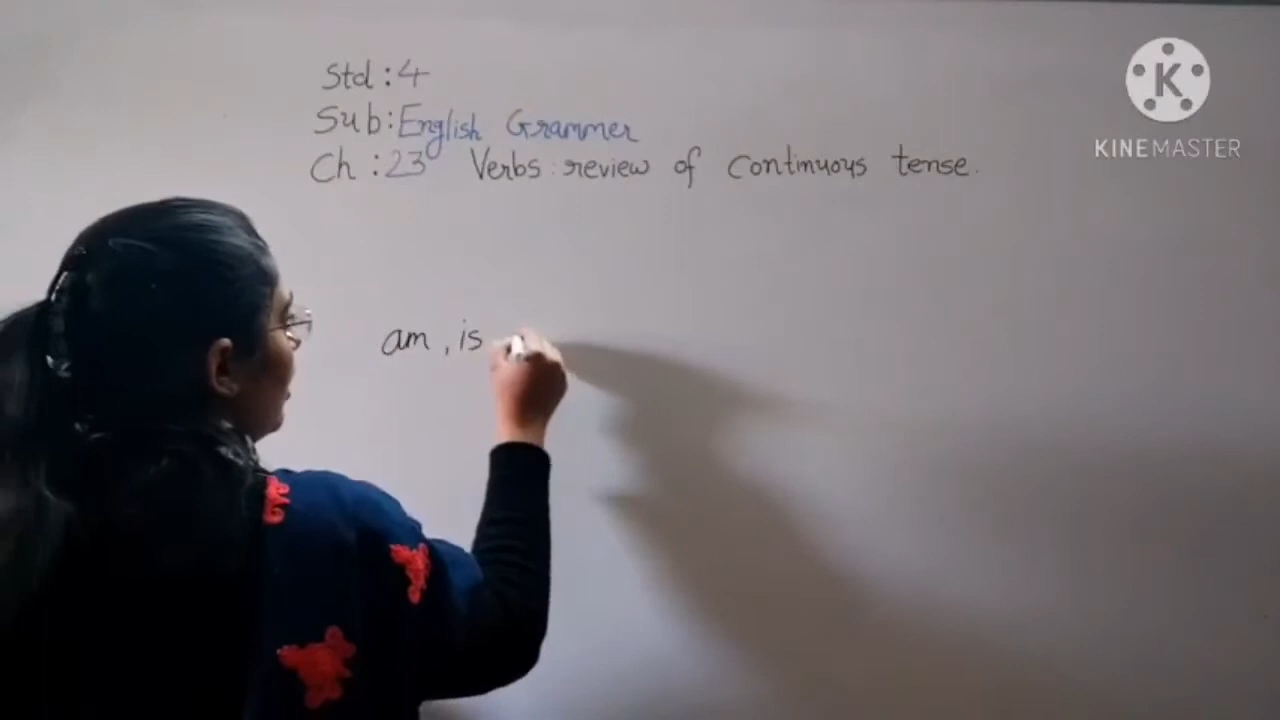 Std : 4
Sub : English Grammer
Ch : 23 Verbs : review of continuous tense.
am , is
K
KINEMASTER